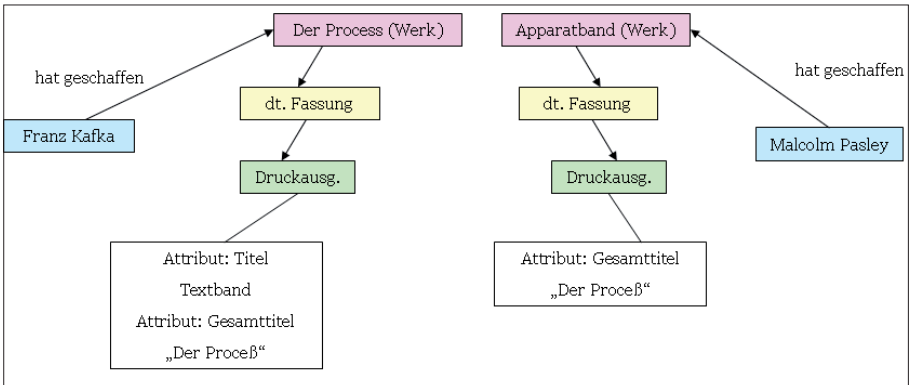 Der Process (Werk)
Apparatband (Werk)
hat geschaffen
hat geschaffen
dt. Fassung
dt. Fassung
Franz Kafka
Malcolm Pasley
Druckausg.
Druckausg.
Attribut: Titel
Textband
Attribut: Gesamttitel
„Der Proceß“
Attribut: Gesamttitel
„Der Proceß“